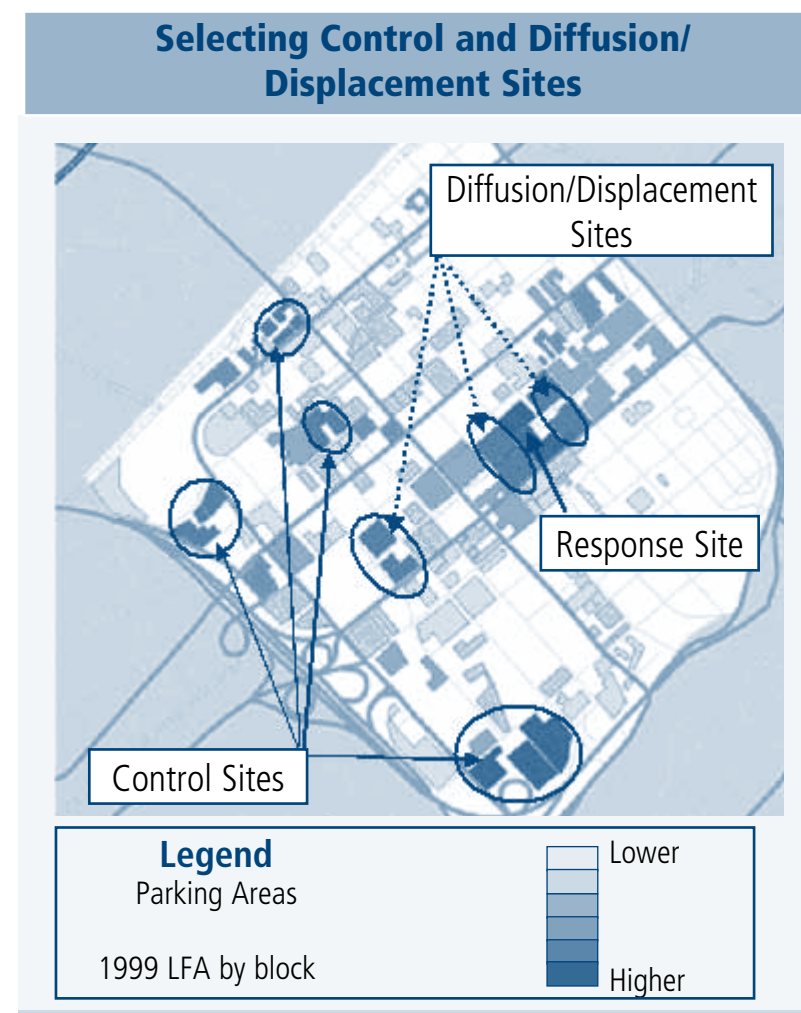 Selecting Control and Diffusion/
Displacement Sites
Diffusion/Displacement
Sites
Response Site
Control Sites
Legend
Parking Areas
1999 LFA by block
Lower
Higher